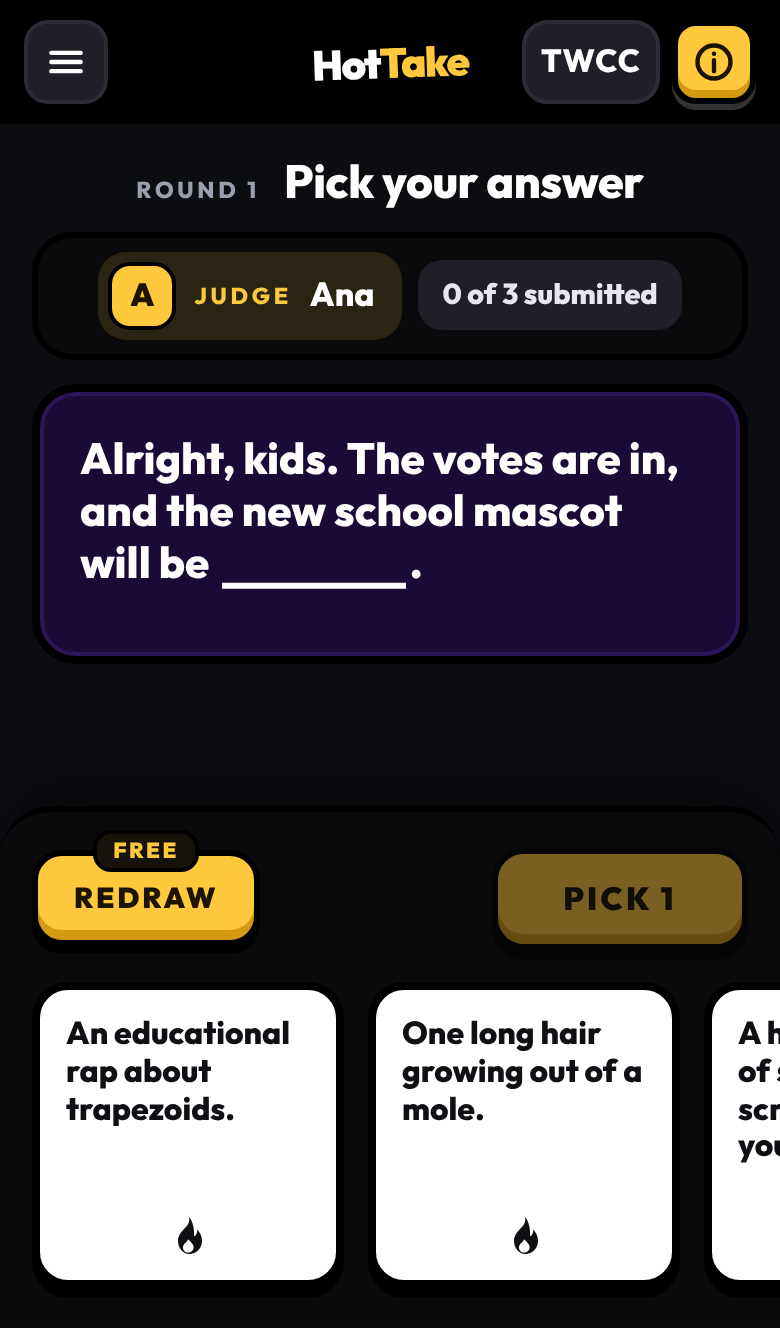 HotTake
TWCC
ROUND 1 Pick your answer
A JUDGE Ana 0 of 3 submitted
Alright, kids. The votes are in,
and the new school mascot
will be ________.
FREE
REDRAW
PICK 1
An educational
rap about
trapezoids.
One long hair
growing out of a
mole.
A
of